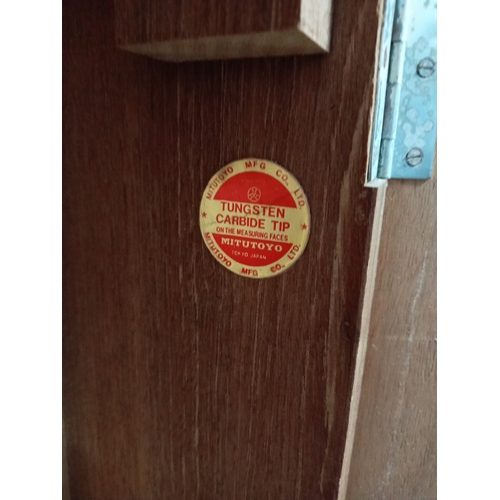 MITUTOYO MFG CO., LTD.
TUNGSTEN
CARBIDE TIP
ON THE MEASURING FACES
MITUTOYO
TOKYO JAPAN
MITUTOYO MFG CO., LTD.